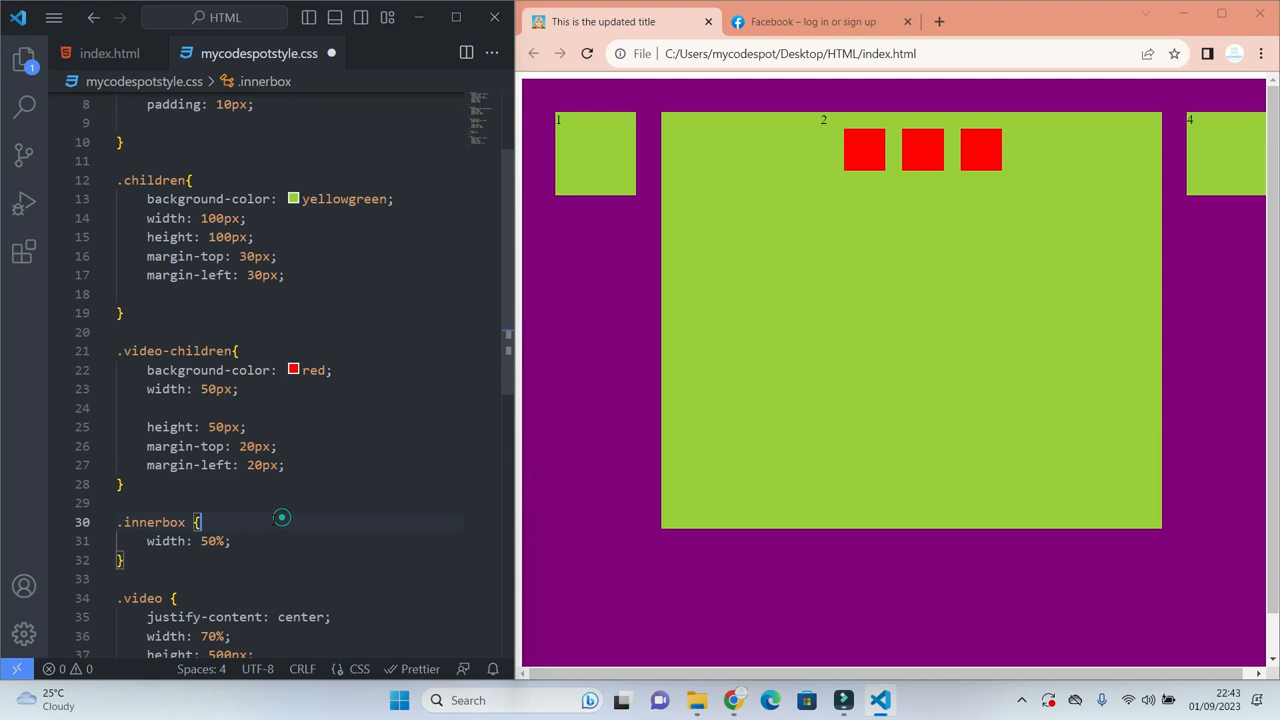 HTML
index.html
mycodespotstyle.css
mycodespotstyle.css > .innerbox
8 padding: 10px;
9
10 }
11
12 .children{
13 background-color: yellowgreen;
14 width: 100px;
15 height: 100px;
16 margin-top: 30px;
17 margin-left: 30px;
18
19 }
20
21 .video-children{
22 background-color: red;
23 width: 50px;
24
25 height: 50px;
26 margin-top: 20px;
27 margin-left: 20px;
28 }
29
30 .innerbox {
31 width: 50%;
32 }
33
34 .video {
35 justify-content: center;
36 width: 70%;
37 height: 500px;
1
0 0 Spaces: 4 UTF-8 CRLF {} CSS Prettier
This is the updated title
Facebook – log in or sign up
File C:/Users/mycodespot/Desktop/HTML/index.html
1
2
4
25°C
Cloudy
Search
22:43
01/09/2023